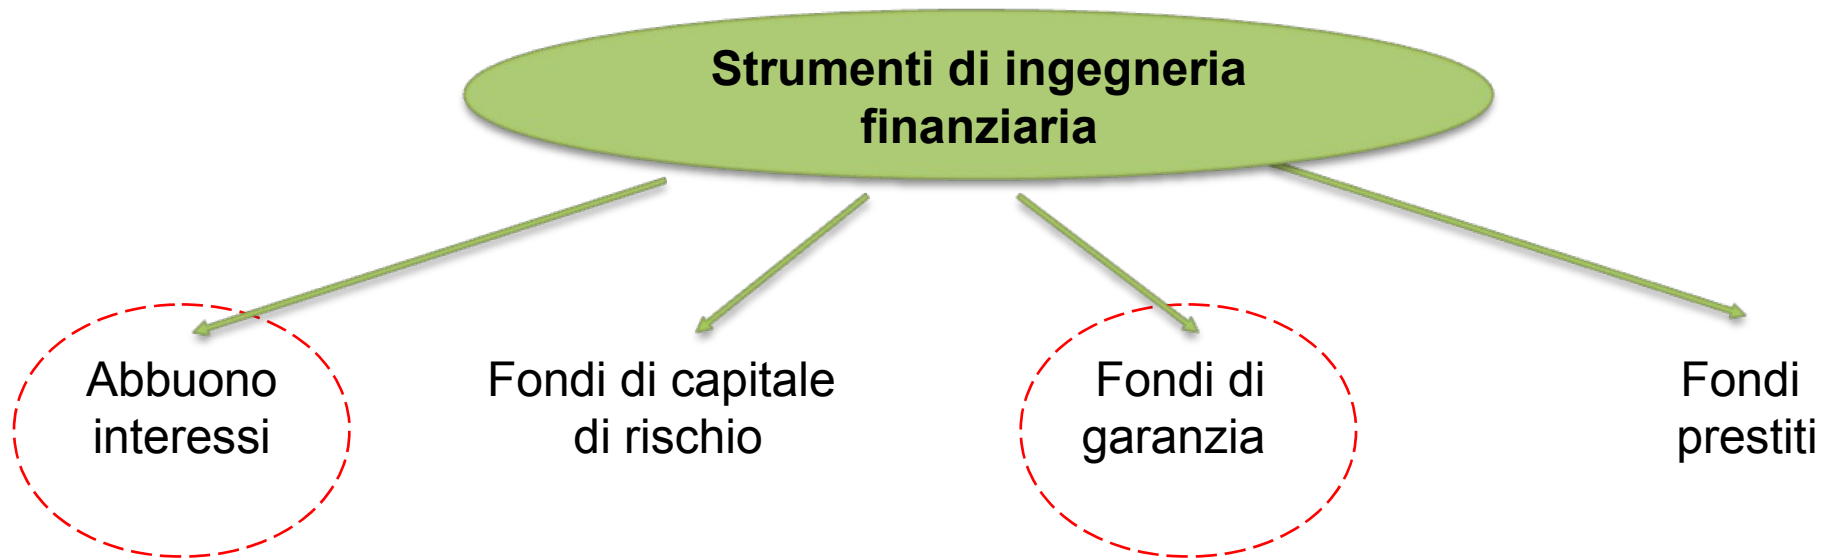 Strumenti di ingegneria
finanziaria
Abbuono
interessi
Fondi di capitale
di rischio
Fondi di
garanzia
Fondi
prestiti